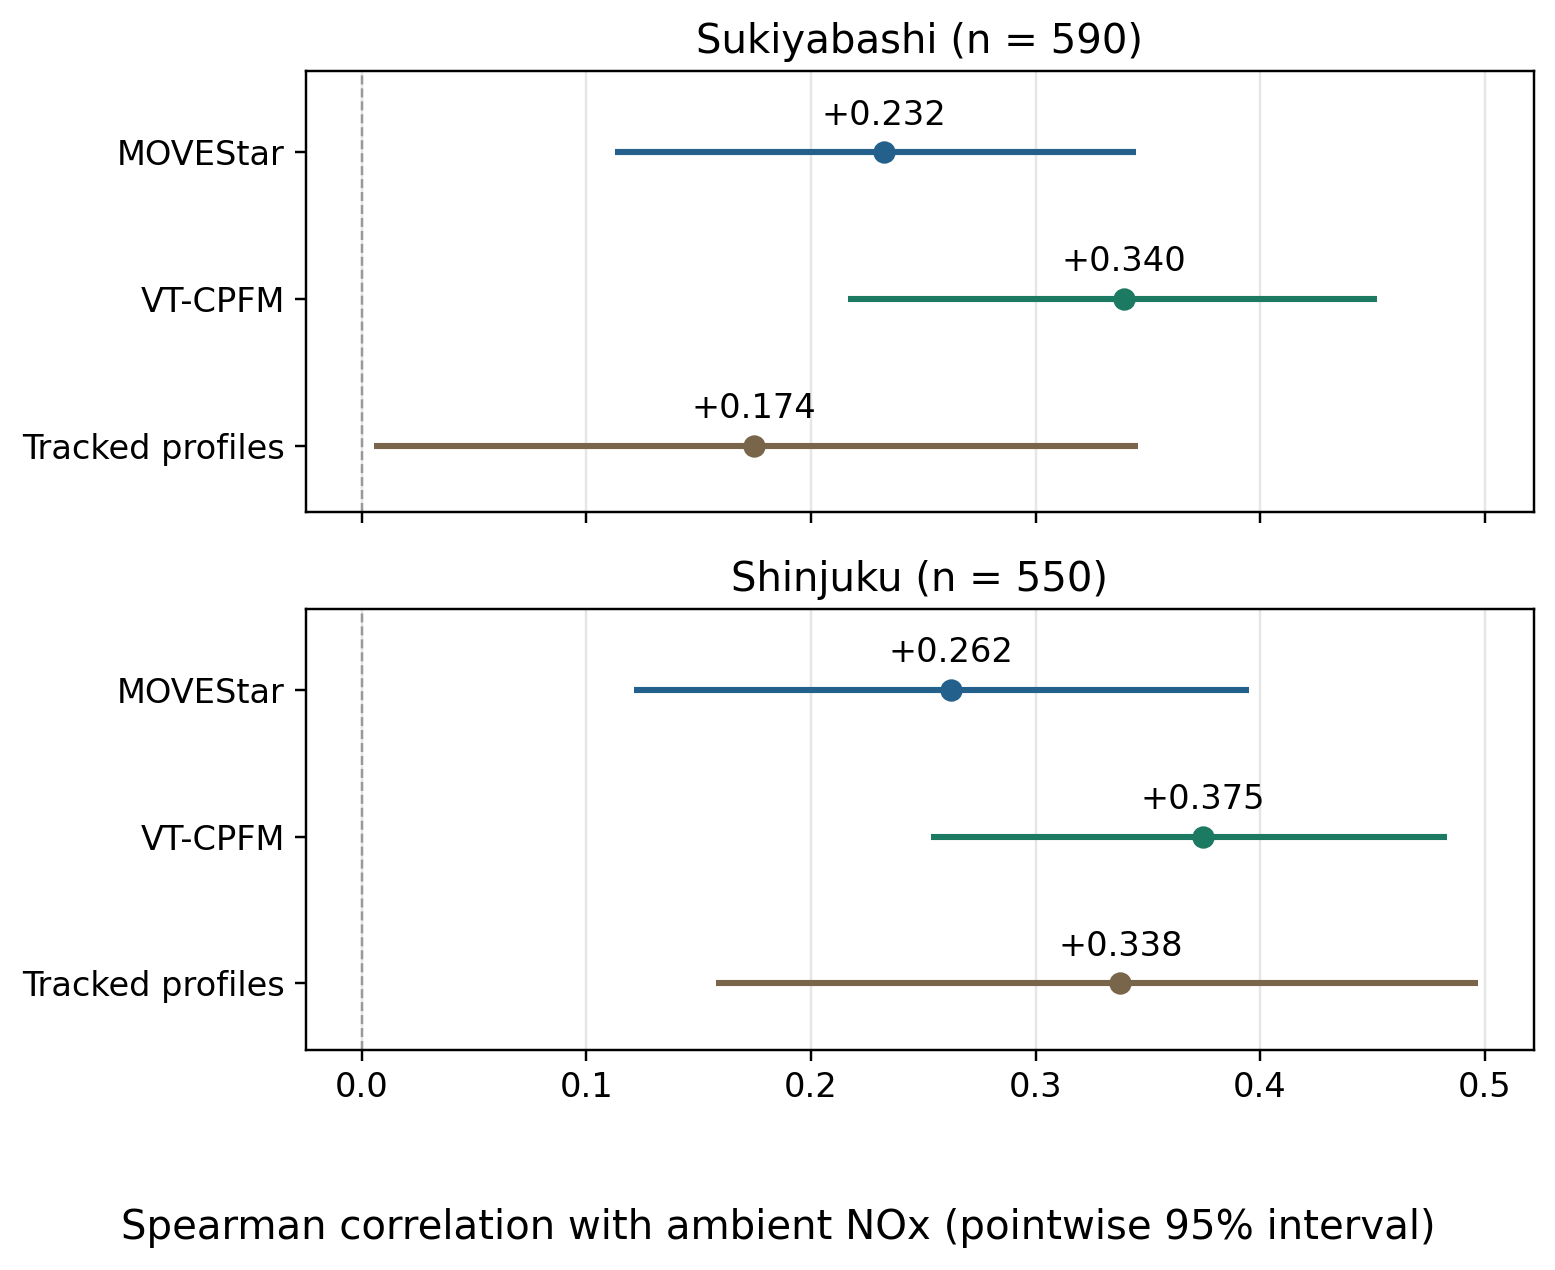 Sukiyabashi (n = 590)
+0.232
MOVEStar
+0.340
VT-CPFM
+0.174
Tracked profiles
Shinjuku (n = 550)
+0.262
MOVEStar
+0.375
VT-CPFM
+0.338
Tracked profiles
0.0 0.1 0.2 0.3 0.4 0.5
Spearman correlation with ambient NOx (pointwise 95% interval)